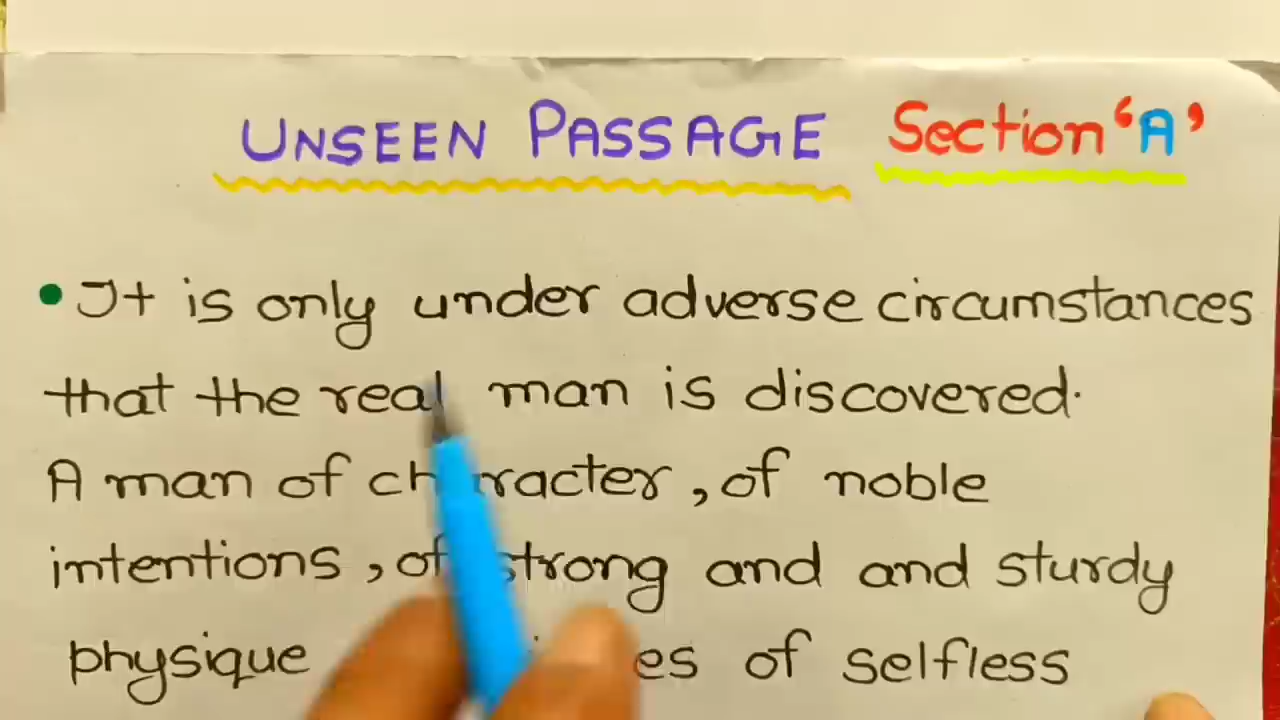 UNSEEN PASSAGE Section 'A'
• It is only under adverse circumstances
that the real man is discovered.
A man of character, of noble
intentions, of strong and and sturdy
physique of selfless